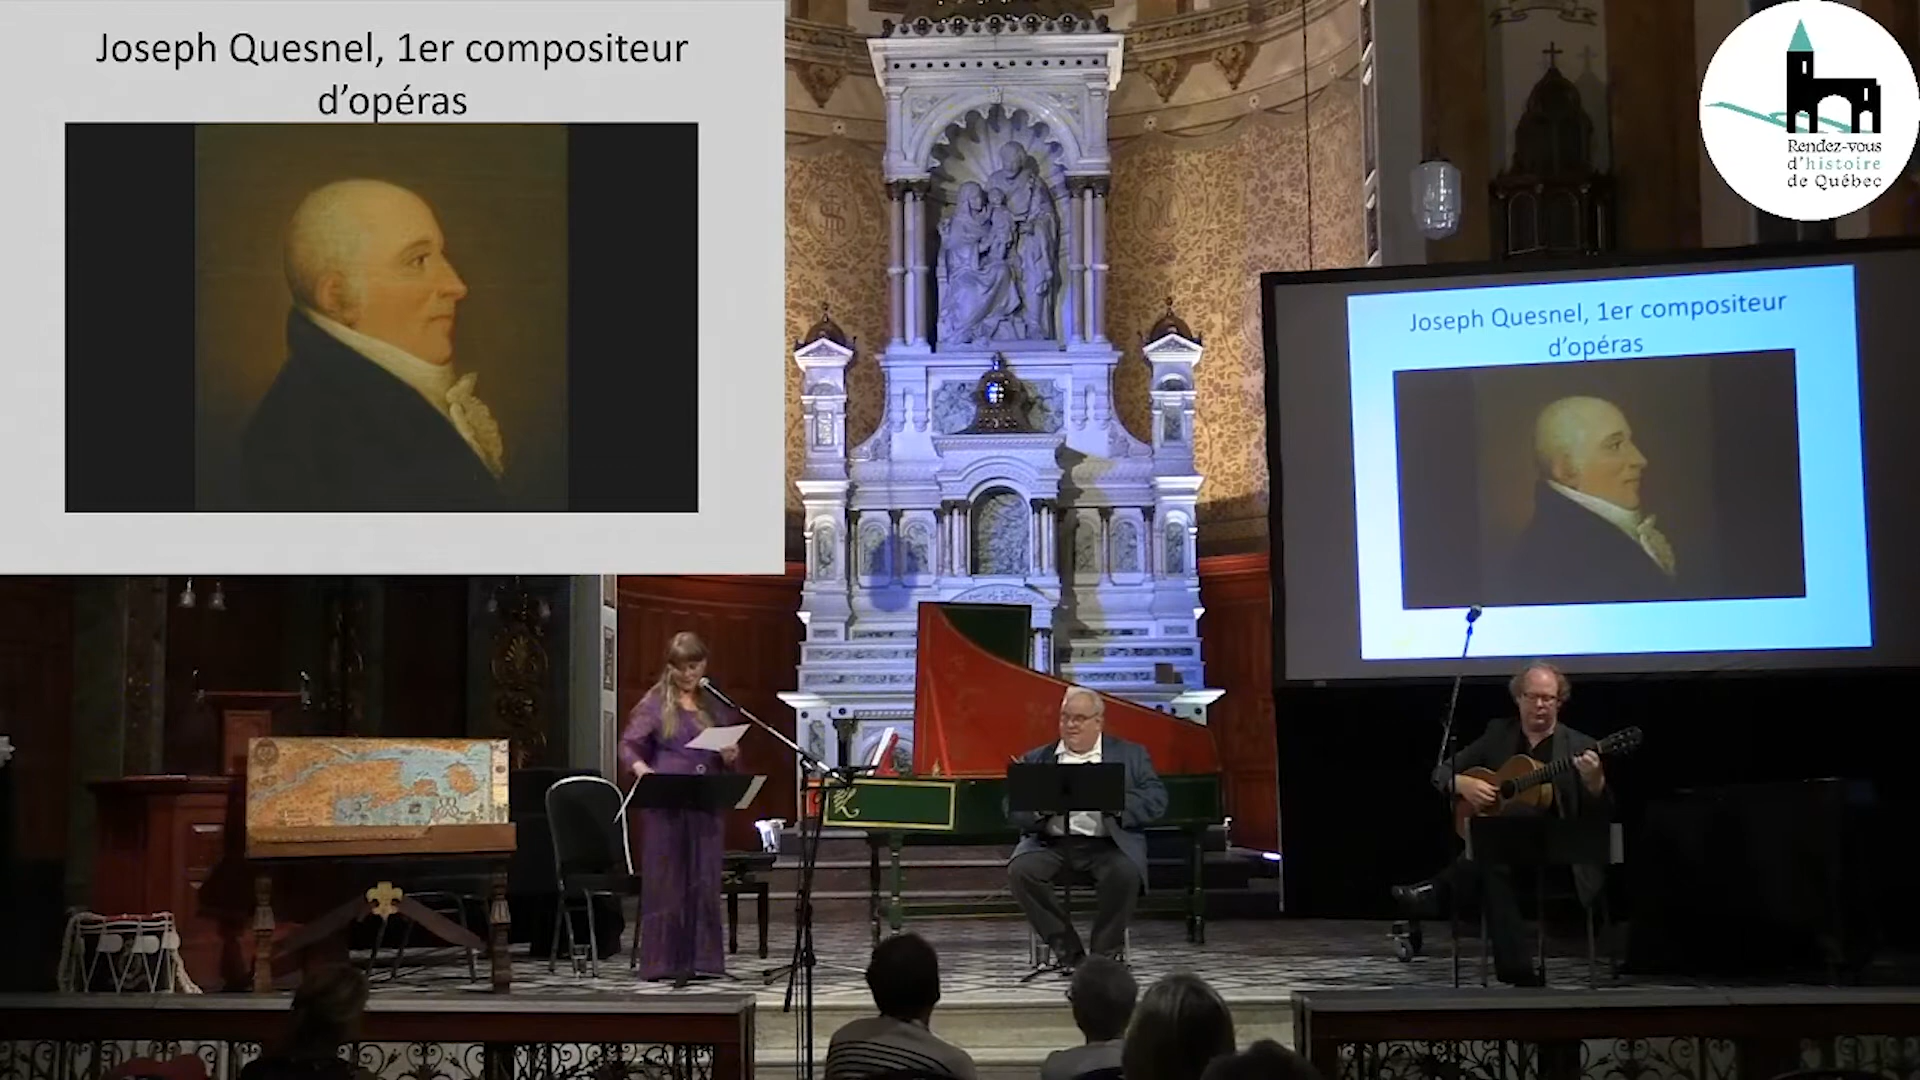 Joseph Quesnel, 1er compositeur
d’opéras
Rendez-vous
d'histoire
de Québec
Joseph Quesnel, 1er compositeur
d’opéras